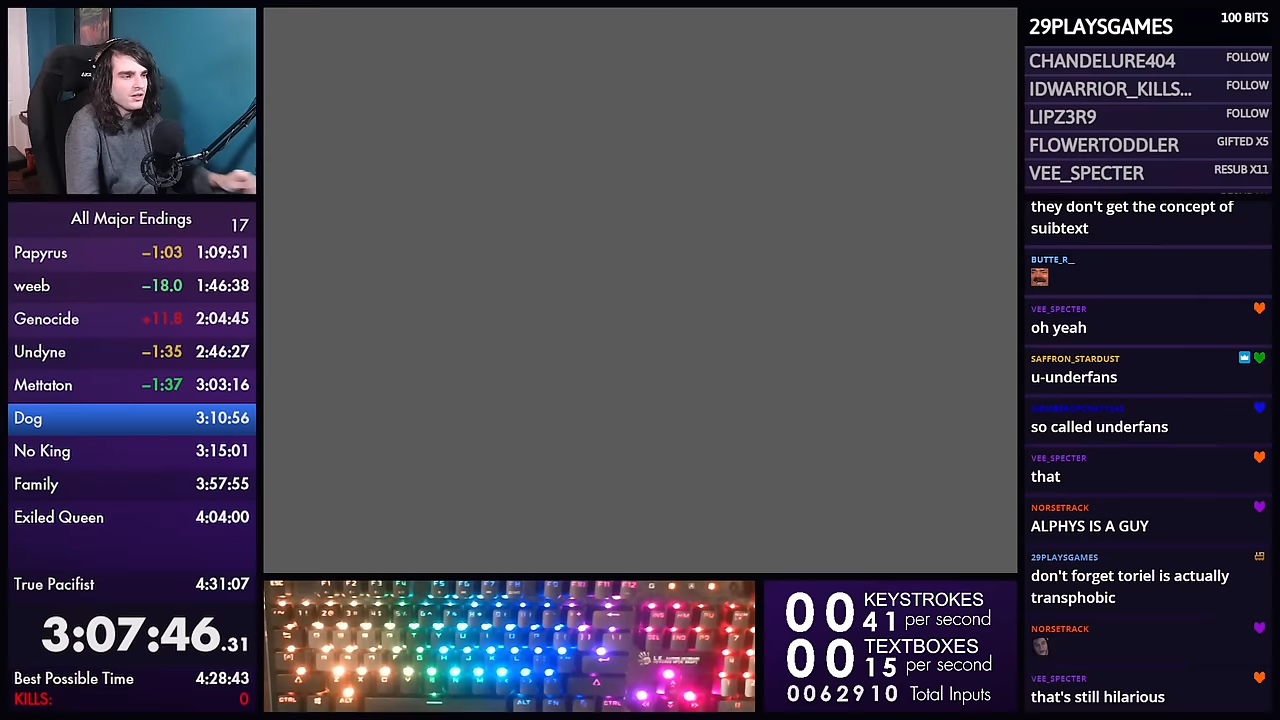 All Major Endings
17
Papyrus −1:03 1:09:51
weeb −18.0 1:46:38
Genocide +11.8 2:04:45
Undyne −1:35 2:46:27
Mettaton −1:37 3:03:16
Dog 3:10:56
No King 3:15:01
Family 3:57:55
Exiled Queen 4:04:00
True Pacifist 4:31:07
3:07:46.31
Best Possible Time 4:28:43
KILLS: 0
00 KEYSTROKES
41 per second
00 TEXTBOXES
15 per second
0062910 Total Inputs
29PLAYSGAMES 100 BITS
CHANDELURE404 FOLLOW
IDWARRIOR_KILLS... FOLLOW
LIPZ3R9 FOLLOW
FLOWERTODDLER GIFTED X5
VEE_SPECTER RESUB X11
they don't get the concept of
suibtext
BUTTE_R__
VEE_SPECTER
oh yeah
SAFFRON_STARDUST
u-underfans
so called underfans
VEE_SPECTER
that
NORSETRACK
ALPHYS IS A GUY
29PLAYSGAMES
don't forget toriel is actually
transphobic
NORSETRACK
VEE_SPECTER
that's still hilarious